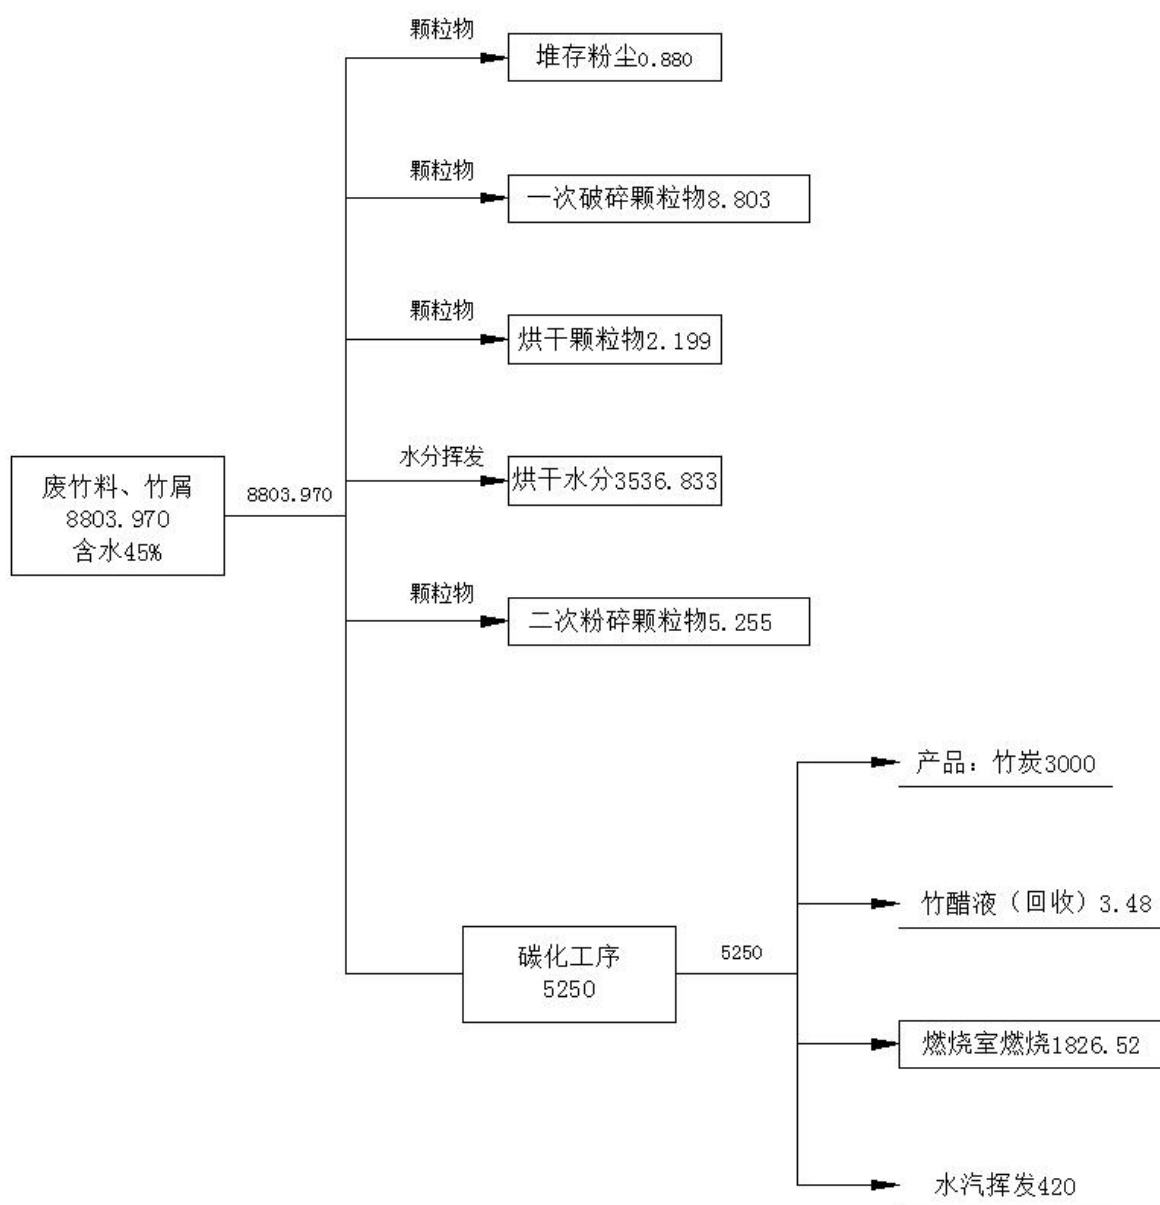 颗粒物
堆存粉尘0.880
颗粒物
一次破碎颗粒物8.803
颗粒物
烘干颗粒物2.199
水分挥发
烘干水分3536.833
废竹料、竹屑
8803.970
含水45%
8803.970
颗粒物
二次粉碎颗粒物5.255
产品：竹炭3000
竹醋液（回收）3.48
碳化工序
5250
5250
燃烧室燃烧1826.52
水汽挥发420